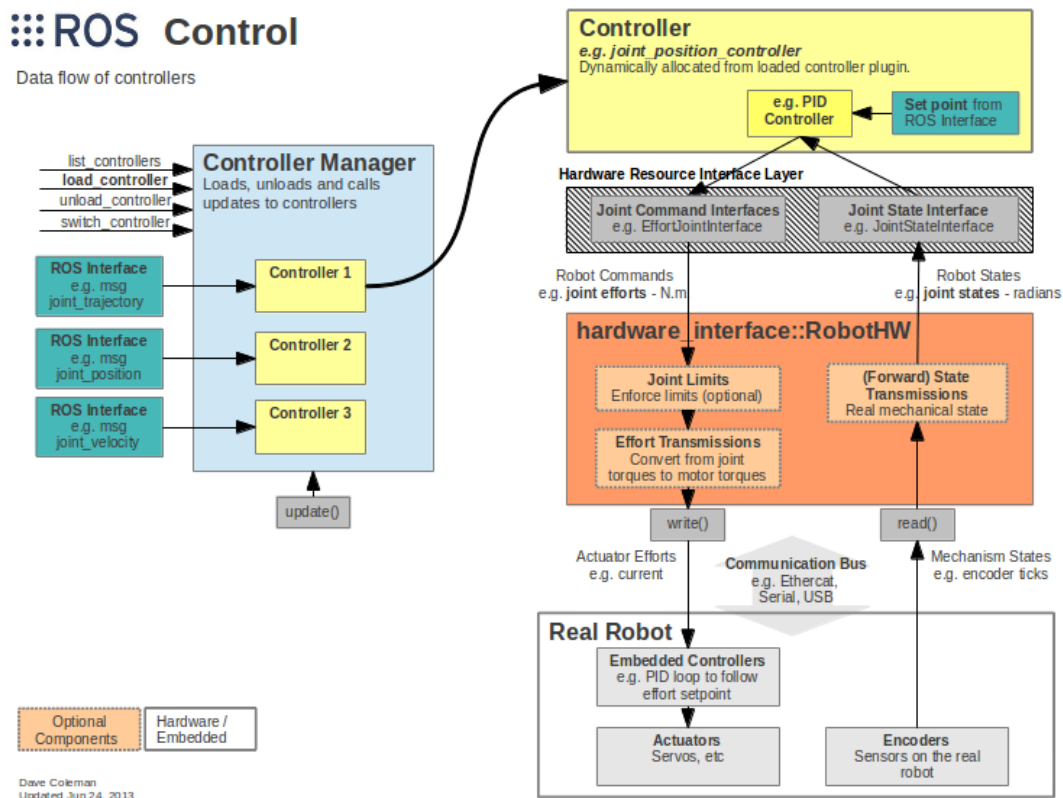 ROS Control
Data flow of controllers
list_controllers
load_controller
unload_controller
switch_controller
Controller Manager
Loads, unloads and calls
updates to controllers
ROS Interface
e.g. msg
joint_trajectory
Controller 1
ROS Interface
e.g. msg
joint_position
Controller 2
ROS Interface
e.g. msg
joint_velocity
Controller 3
update()
Controller
e.g. joint_position_controller
Dynamically allocated from loaded controller plugin.
e.g. PID
Controller
Set point from
ROS Interface
Hardware Resource Interface Layer
Joint Command Interfaces
e.g. EffortJointInterface
Joint State Interface
e.g. JointStateInterface
Robot Commands
e.g. joint efforts - N.m
Robot States
e.g. joint states - radians
hardware_interface::RobotHW
Joint Limits
Enforce limits (optional)
(Forward) State
Transmissions
Real mechanical state
Effort Transmissions
Convert from joint
torques to motor torques
write()
read()
Actuator Efforts
e.g. current
Communication Bus
e.g. Ethercat,
Serial, USB
Mechanism States
e.g. encoder ticks
Real Robot
Embedded Controllers
e.g. PID loop to follow
effort setpoint
Actuators
Servos, etc
Encoders
Sensors on the real
robot
Optional
Components
Hardware /
Embedded
Dave Coleman
Updated Jun 24, 2013